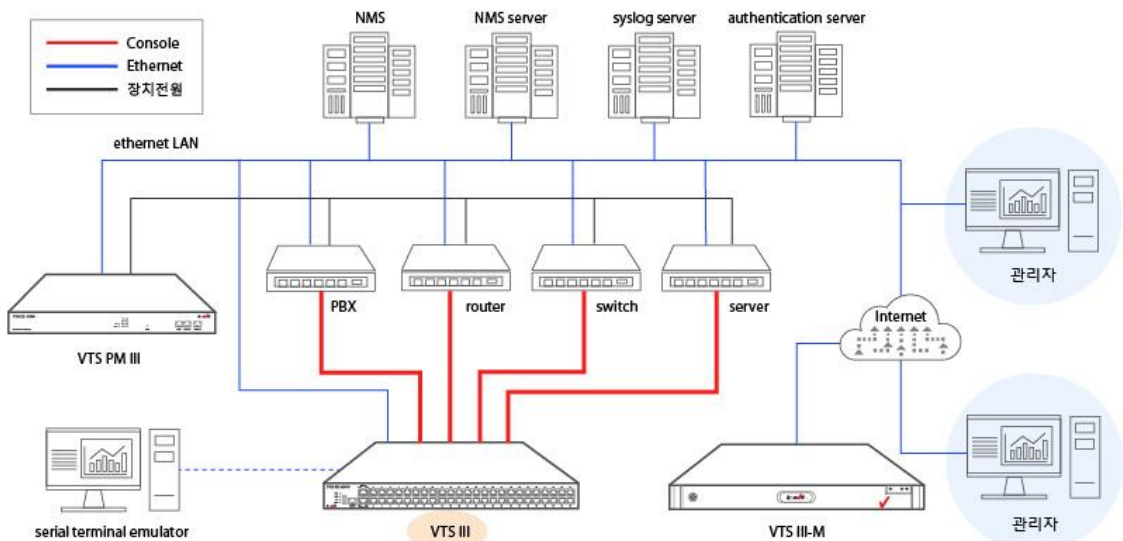 Console
Ethernet
장치전원
NMS
NMS server
syslog server
authentication server
ethernet LAN
관리자
PBX
router
switch
server
Internet
VTS PM III
serial terminal emulator
VTS III
VTS III-M
관리자